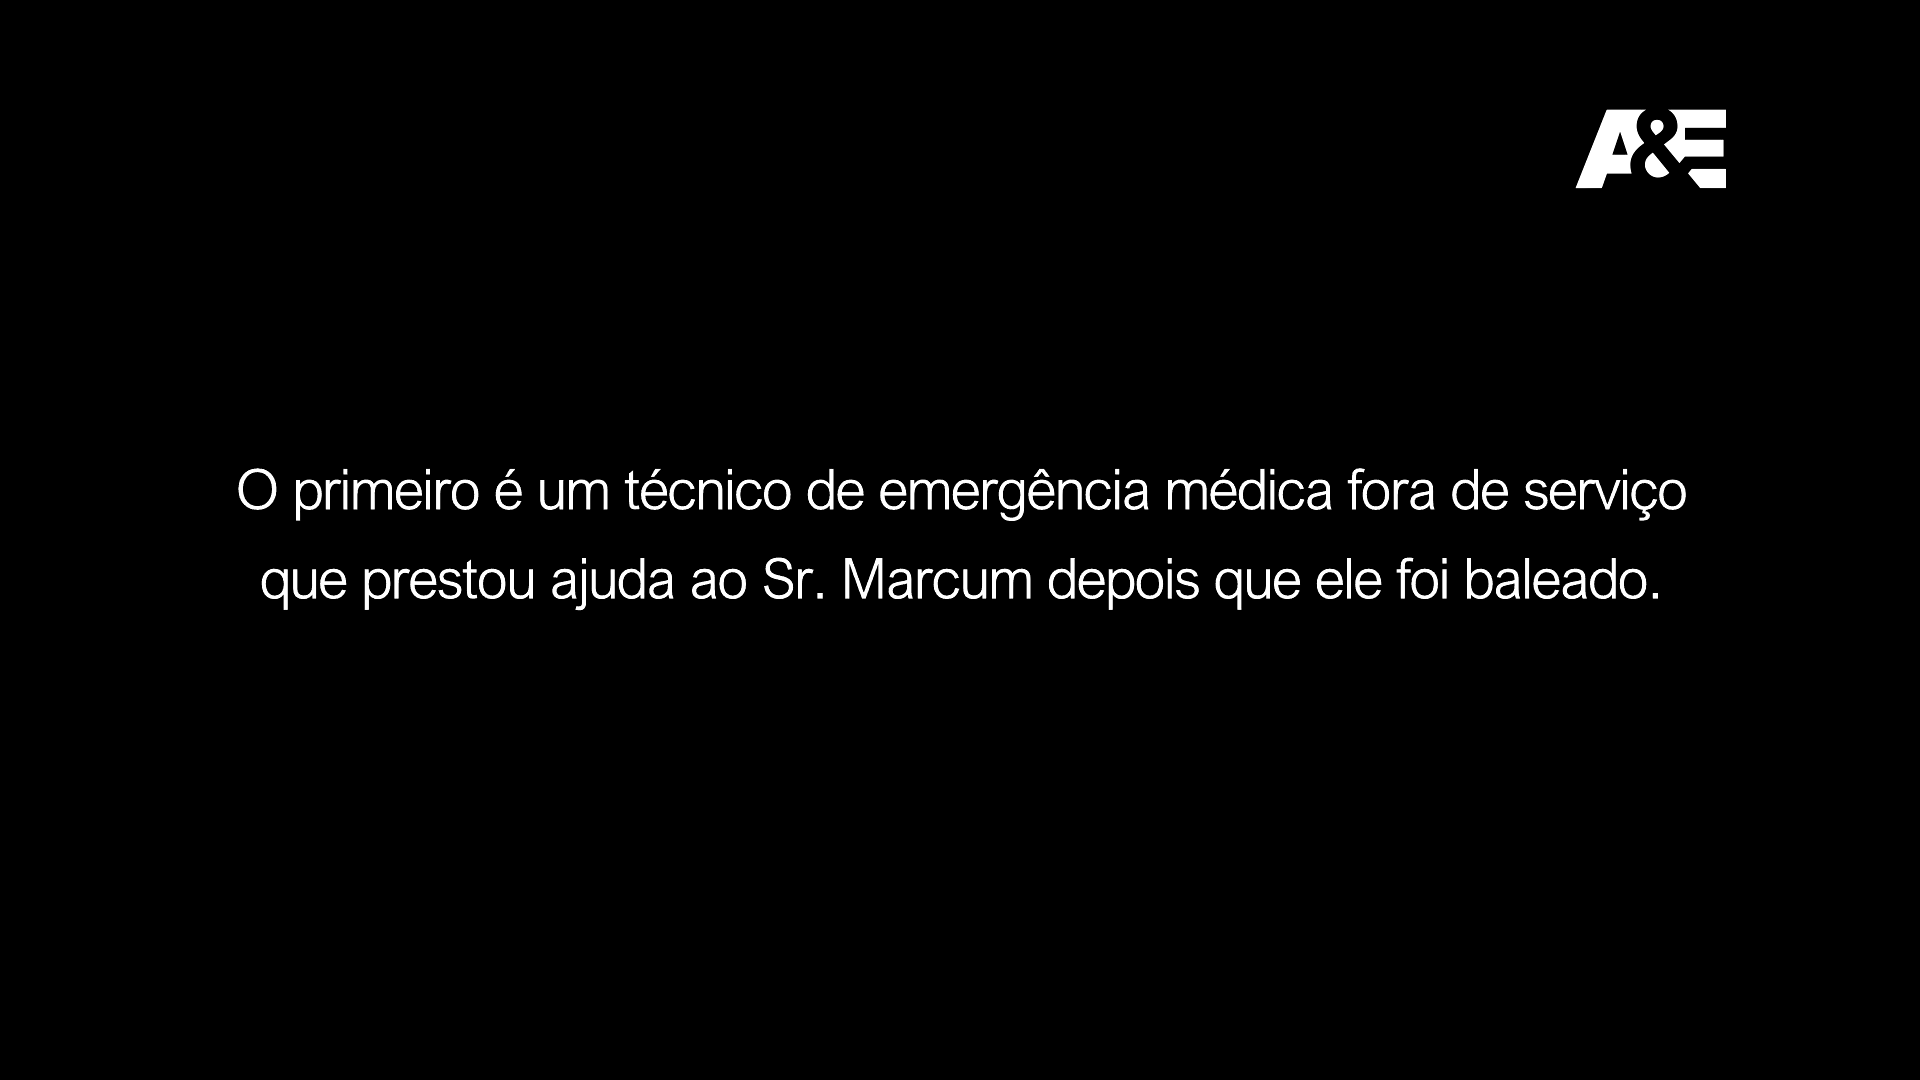 A&E
O primeiro é um técnico de emergência médica fora de serviço
que prestou ajuda ao Sr. Marcum depois que ele foi baleado.